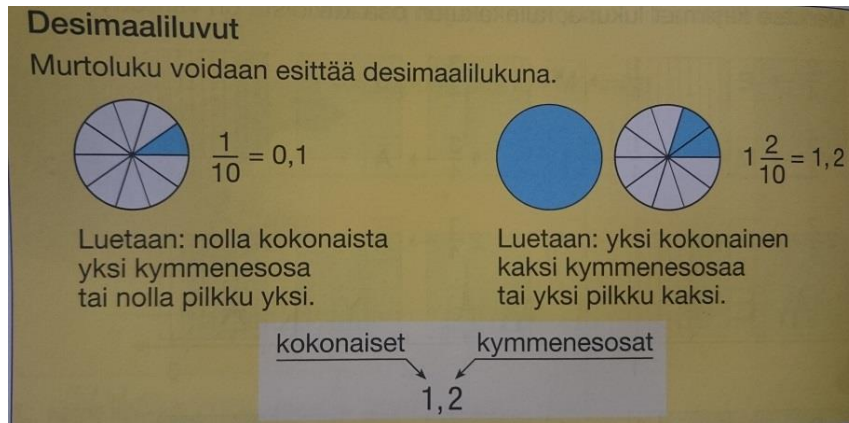 Desimaaliluvut
Murtoluku voidaan esittää desimaalilukuna.
1/10 = 0,1
1 2/10 = 1,2
Luetaan: nolla kokonaista
yksi kymmenesosa
tai nolla pilkku yksi.
Luetaan: yksi kokonainen
kaksi kymmenesosaa
tai yksi pilkku kaksi.
kokonaiset kymmenesosat
1,2